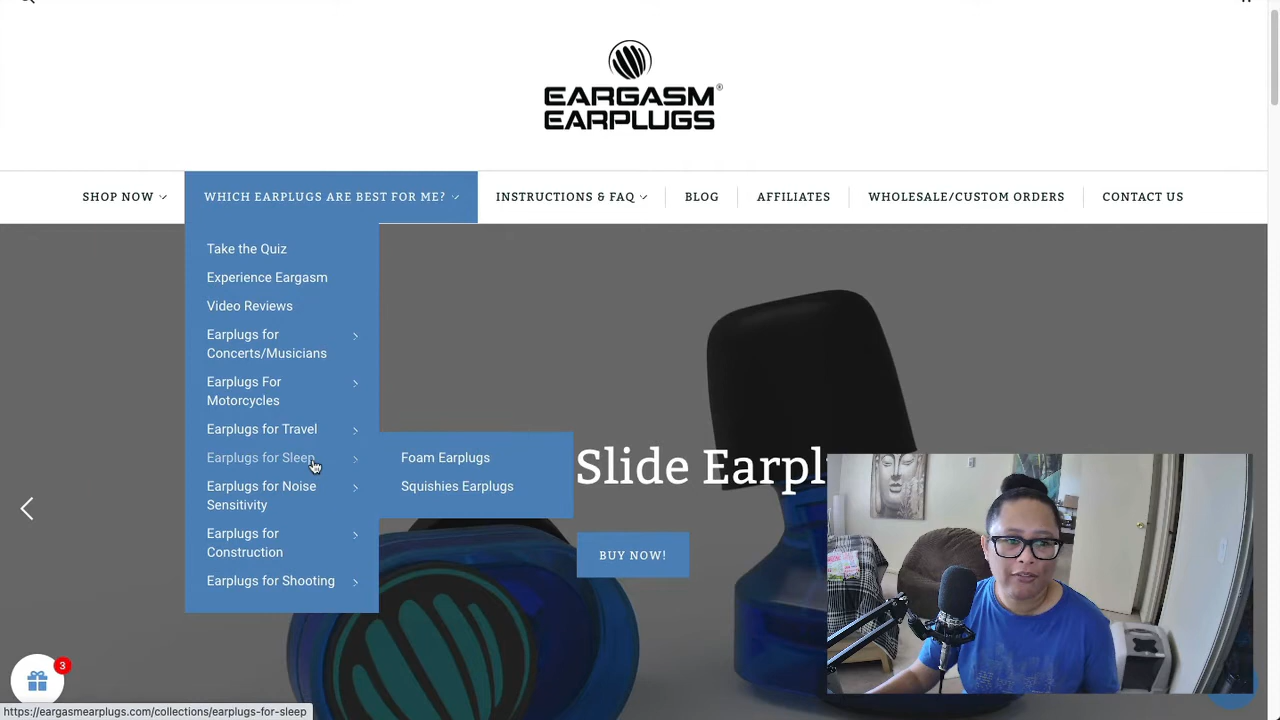 EARGASM®
EARPLUGS
SHOP NOW
WHICH EARPLUGS ARE BEST FOR ME?
INSTRUCTIONS & FAQ
BLOG
AFFILIATES
WHOLESALE/CUSTOM ORDERS
CONTACT US
Take the Quiz
Experience Eargasm
Video Reviews
Earplugs for
Concerts/Musicians
Earplugs For
Motorcycles
Earplugs for Travel
Earplugs for Sleep
Foam Earplugs
Earplugs for Noise
Sensitivity
Squishies Earplugs
Earplugs for
Construction
Earplugs for Shooting
Slide Earpl
BUY NOW!
3
https://eargasmearplugs.com/collections/earplugs-for-sleep